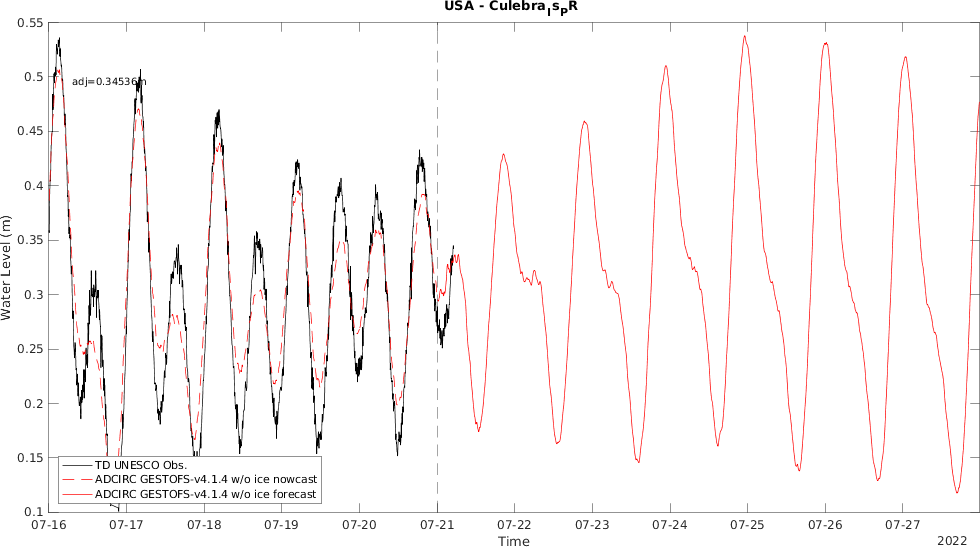 USA - Culebra_Is_PR
0.55
0.5
0.45
0.4
0.35
0.3
0.25
0.2
0.15
0.1
Water Level (m)
adj=0.34536m
TD UNESCO Obs.
ADCIRC GESTOFS-v4.1.4 w/o ice nowcast
ADCIRC GESTOFS-v4.1.4 w/o ice forecast
07-16 07-17 07-18 07-19 07-20 07-21 07-22 07-23 07-24 07-25 07-26 07-27
Time
2022